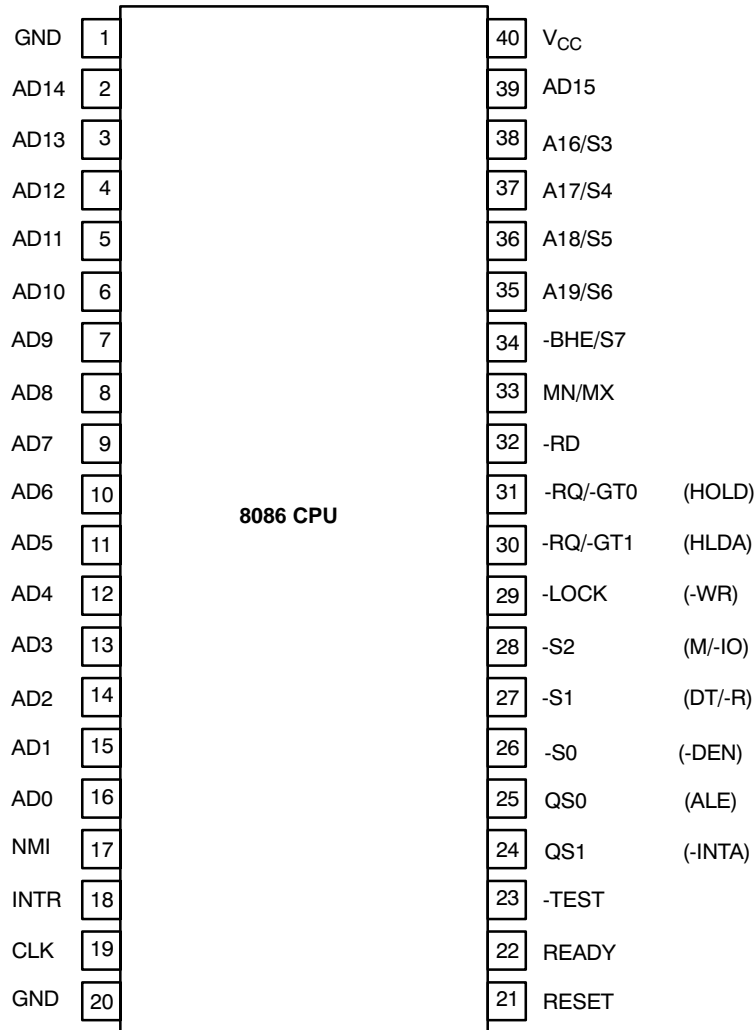 GND 1 40 VCC
AD14 2 39 AD15
AD13 3 38 A16/S3
AD12 4 37 A17/S4
AD11 5 36 A18/S5
AD10 6 35 A19/S6
AD9 7 34 -BHE/S7
AD8 8 33 MN/MX
AD7 9 32 -RD
AD6 10 31 -RQ/-GT0 (HOLD)
8086 CPU
AD5 11 30 -RQ/-GT1 (HLDA)
AD4 12 29 -LOCK (-WR)
AD3 13 28 -S2 (M/-IO)
AD2 14 27 -S1 (DT/-R)
AD1 15 26 -S0 (-DEN)
AD0 16 25 QS0 (ALE)
NMI 17 24 QS1 (-INTA)
INTR 18 23 -TEST
CLK 19 22 READY
GND 20 21 RESET